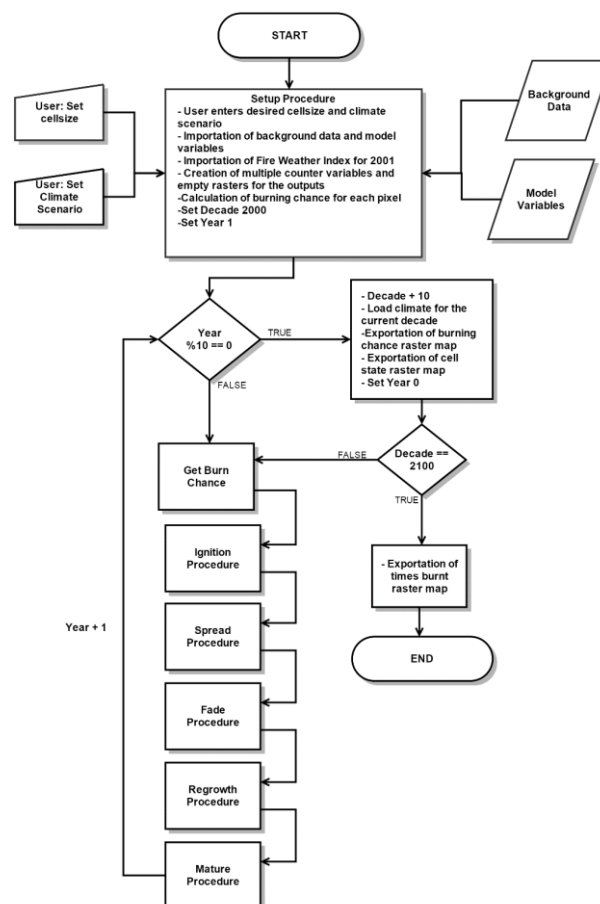 START
User: Set
cellsize
User: Set
Climate
Scenario
Setup Procedure
- User enters desired cellsize and climate
scenario
- Importation of background data and model
variables
- Importation of Fire Weather Index for 2001
- Creation of multiple counter variables and
empty rasters for the outputs
-Calculation of burning chance for each pixel
-Set Decade 2000
-Set Year 1
Background
Data
Model
Variables
Year
%10 == 0
TRUE
FALSE
- Decade + 10
- Load climate for the
current decade
-Exportation of burning
chance raster map
- Exportation of cell
state raster map
- Set Year 0
Decade ==
2100
FALSE
TRUE
Get Burn
Chance
Ignition
Procedure
- Exportation of
times burnt
raster map
Year + 1
Spread
Procedure
END
Fade
Procedure
Regrowth
Procedure
Mature
Procedure